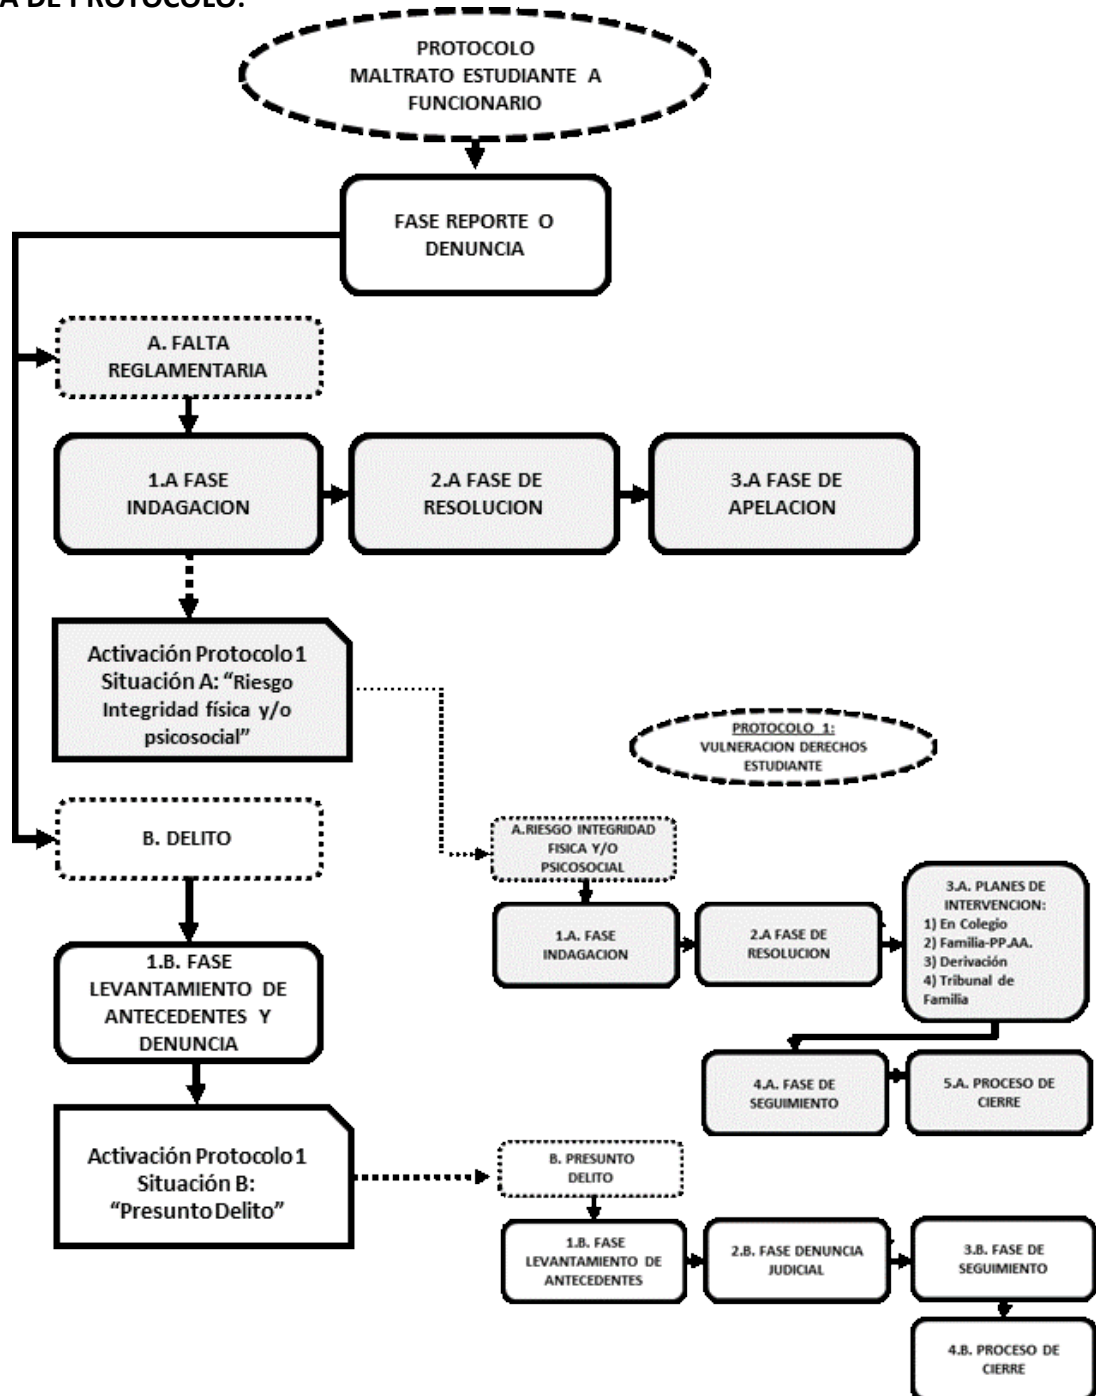 A DE PROTOCOLO:
PROTOCOLO
MALTRATO ESTUDIANTE A
FUNCIONARIO
FASE REPORTE O
DENUNCIA
A. FALTA
REGLAMENTARIA
1.A FASE
INDAGACION
2.A FASE DE
RESOLUCION
3.A FASE DE
APELACION
Activación Protocolo 1
Situación A: “Riesgo
Integridad física y/o
psicosocial”
PROTOCOLO 1:
VULNERACION DERECHOS
ESTUDIANTE
B. DELITO
A.RIESGO INTEGRIDAD
FISICA Y/O
PSICOSOCIAL
1.A. FASE
INDAGACION
2.A FASE DE
RESOLUCION
3.A. PLANES DE
INTERVENCION:
1) En Colegio
2) Familia-PP.AA.
3) Derivación
4) Tribunal de
Familia
4.A. FASE DE
SEGUIMIENTO
5.A. PROCESO DE
CIERRE
1.B. FASE
LEVANTAMIENTO DE
ANTECEDENTES Y
DENUNCIA
Activación Protocolo 1
Situación B:
“Presunto Delito”
B. PRESUNTO
DELITO
1.B. FASE
LEVANTAMIENTO DE
ANTECEDENTES
2.B. FASE DENUNCIA
JUDICIAL
3.B. FASE DE
SEGUIMIENTO
4.B. PROCESO DE
CIERRE